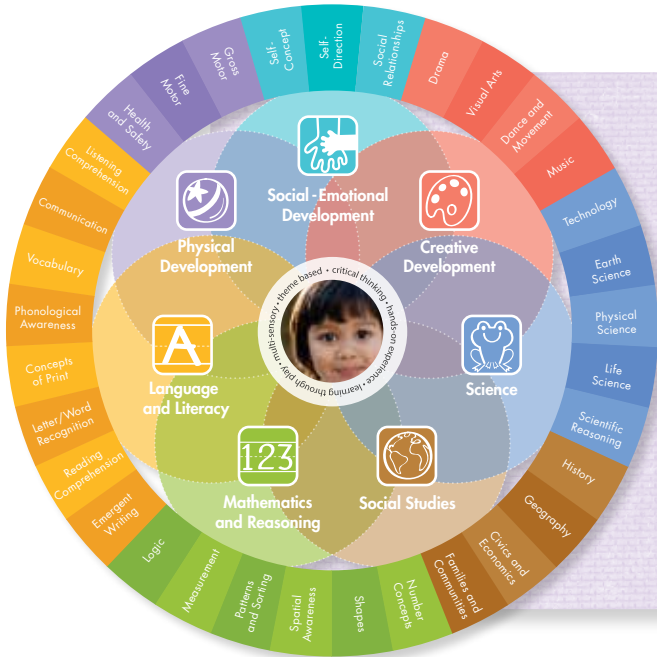 Self-
Concept
Self-
Direction
Social
Relationships
Drama
Visual Arts
Dance and
Movement
Music
Technology
Earth
Science
Physical
Science
Life
Science
Scientific
Reasoning
History
Geography
Civics and
Economics
Families and
Communities
Number
Concepts
Shapes
Spatial
Awareness
Patterns
and Sorting
Measurement
Logic
Emergent
Writing
Reading
Comprehension
Letter/Word
Recognition
Concepts
of Print
Phonological
Awareness
Vocabulary
Communication
Listening
Comprehension
Health
and Safety
Fine
Motor
Gross
Motor
Social-Emotional
Development
Creative
Development
Science
Social Studies
123
Mathematics
and Reasoning
A
Language
and Literacy
Physical
Development
multi-sensory • theme based • critical thinking • hands-on experience • learning through play •